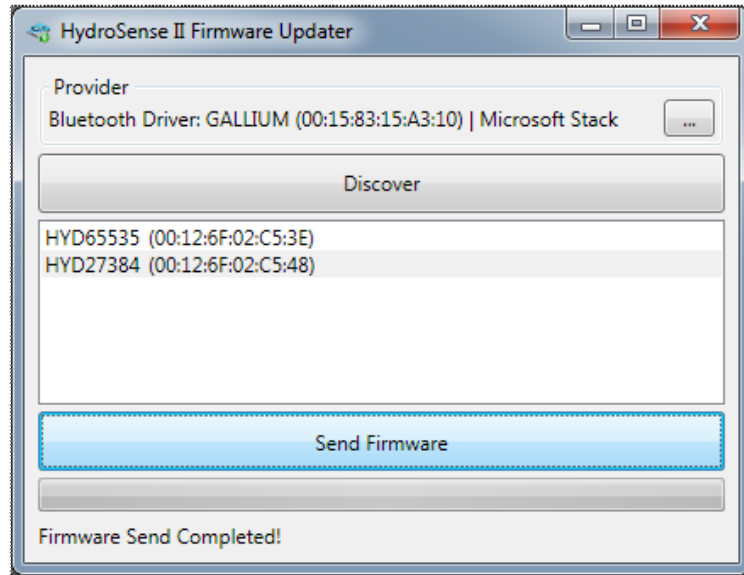 HydroSense II Firmware Updater
Provider
Bluetooth Driver: GALLIUM (00:15:83:15:A3:10) | Microsoft Stack
...
Discover
HYD65535 (00:12:6F:02:C5:3E)
HYD27384 (00:12:6F:02:C5:48)
Send Firmware
Firmware Send Completed!